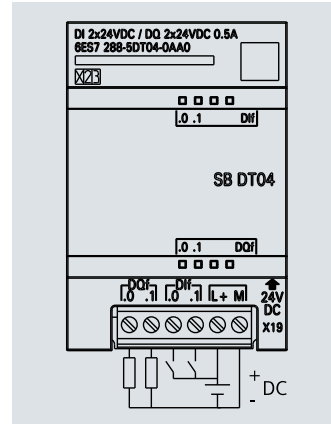 DI 2x24VDC / DQ 2x24VDC 0.5A
6ES7 288-5DT04-0AA0
X23
.0 .1 DIf
SB DT04
.0 .1 DQf
DQf DIf
.0 .1 .0 .1 L+ M 24V
DC
X19
+
DC
-